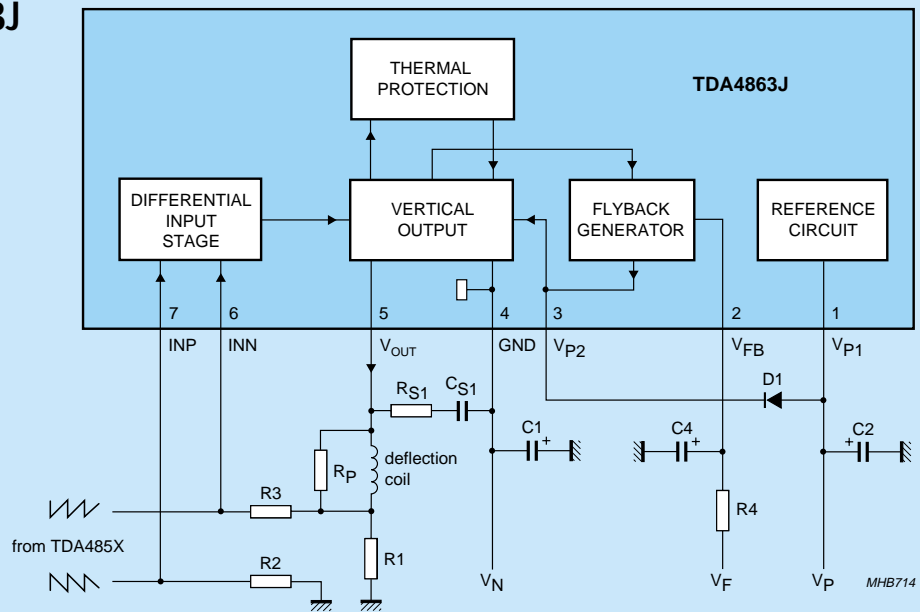 3J
THERMAL
PROTECTION
TDA4863J
DIFFERENTIAL
INPUT
STAGE
VERTICAL
OUTPUT
FLYBACK
GENERATOR
REFERENCE
CIRCUIT
7 6 5 4 3 2 1
INP INN VOUT GND VP2 VFB VP1
D1
RS1 CS1
C1 + C4 + + C2
RP
deflection
coil
R3
R4
from TDA485X
R1
R2
VN VF VP
MHB714